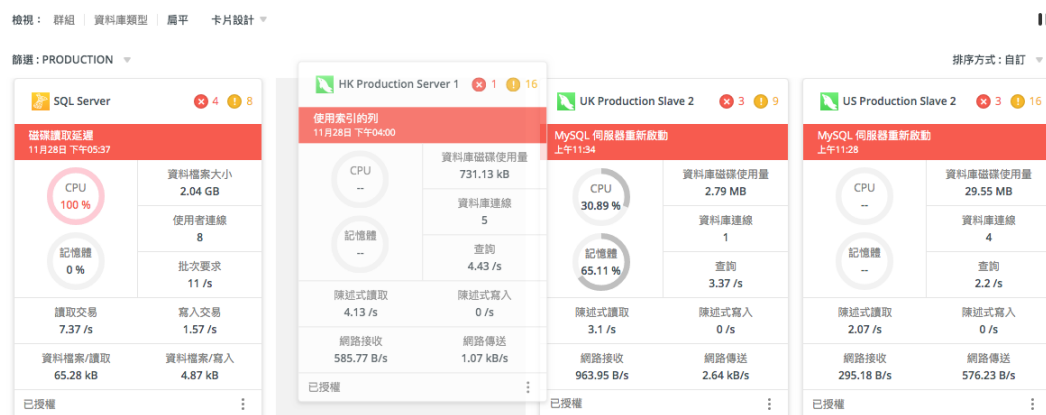 檢視： 群組 | 資料庫類型 | 扁平 卡片設計
篩選 : PRODUCTION
排序方式 : 自訂
SQL Server 4 8
磁碟讀取延遲
11月28日 下午05:37
CPU
100 %
記憶體
0 %
資料檔案大小
2.04 GB
使用者連線
8
批次要求
11 /s
讀取交易 寫入交易
7.37 /s 1.57 /s
資料檔案/讀取 資料檔案/寫入
65.28 kB 4.87 kB
已授權
HK Production Server 1 1 16
使用索引的列
11月28日 下午04:00
CPU
--
記憶體
--
資料庫磁碟使用量
731.13 kB
資料庫連線
5
查詢
4.43 /s
陳述式讀取 陳述式寫入
4.13 /s 0 /s
網路接收 網路傳送
585.77 B/s 1.07 kB/s
已授權
UK Production Slave 2 3 9
MySQL 伺服器重新啟動
上午11:34
CPU
30.89 %
記憶體
65.11 %
資料庫磁碟使用量
2.79 MB
資料庫連線
1
查詢
3.37 /s
陳述式讀取 陳述式寫入
3.1 /s 0 /s
網路接收 網路傳送
963.95 B/s 2.64 kB/s
已授權
US Production Slave 2 3 16
MySQL 伺服器重新啟動
上午11:28
CPU
--
記憶體
--
資料庫磁碟使用量
29.55 MB
資料庫連線
4
查詢
2.2 /s
陳述式讀取 陳述式寫入
2.07 /s 0 /s
網路接收 網路傳送
295.18 B/s 576.23 B/s
已授權